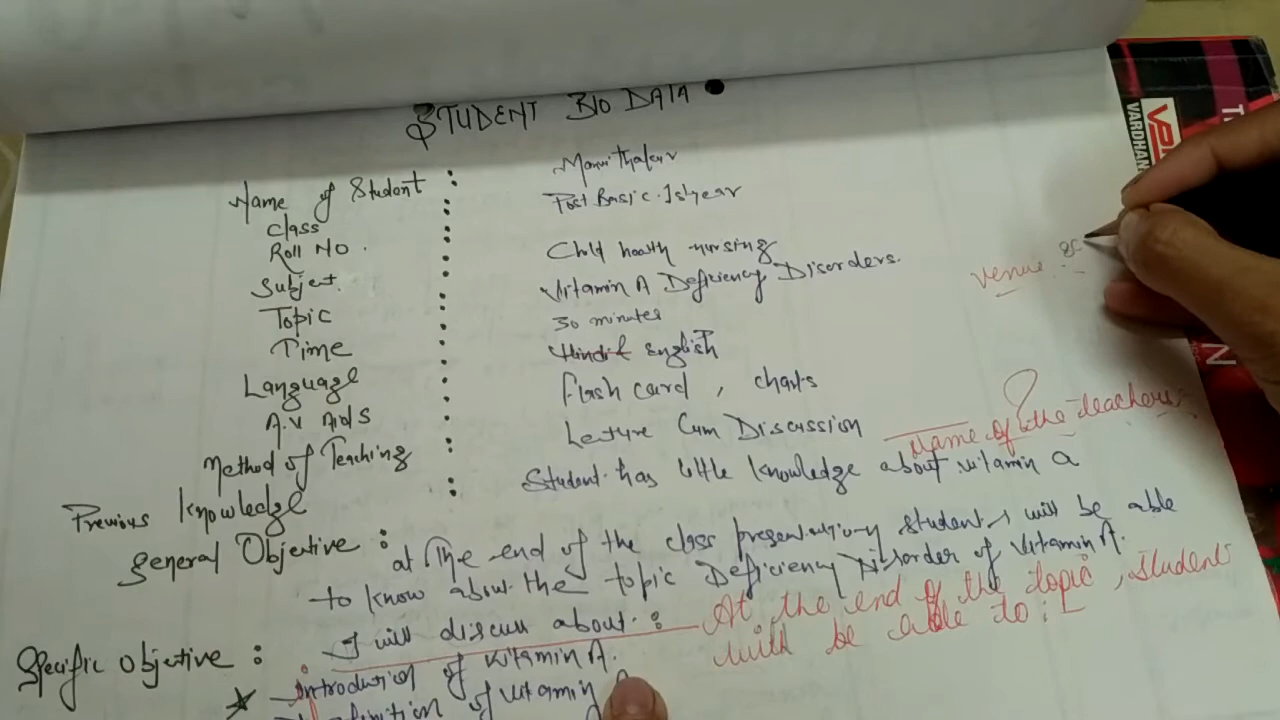 STUDENT BIO DATA
Name of Student :
Class : Post Basic 1st year
Roll No. :
Subject : Child health nursing
Topic : Vitamin A Deficiency Disorders.
Time : 30 minutes
Language : Hindi & English
A.V Aids : flash card, charts
Method of Teaching : Lecture Cum Discussion
Previous Knowledge : Student has little knowledge about vitamin a
General Objective : at the end of the class presentation, students will be able
to know about the topic Deficiency Disorder of Vitamin A.
Specific Objective : I will discuss about :
Introduction of Vitamin A.
of vitamin
Venue :
Name of the teacher
At the end of the topic, students
will be able to :
VARDHMAN